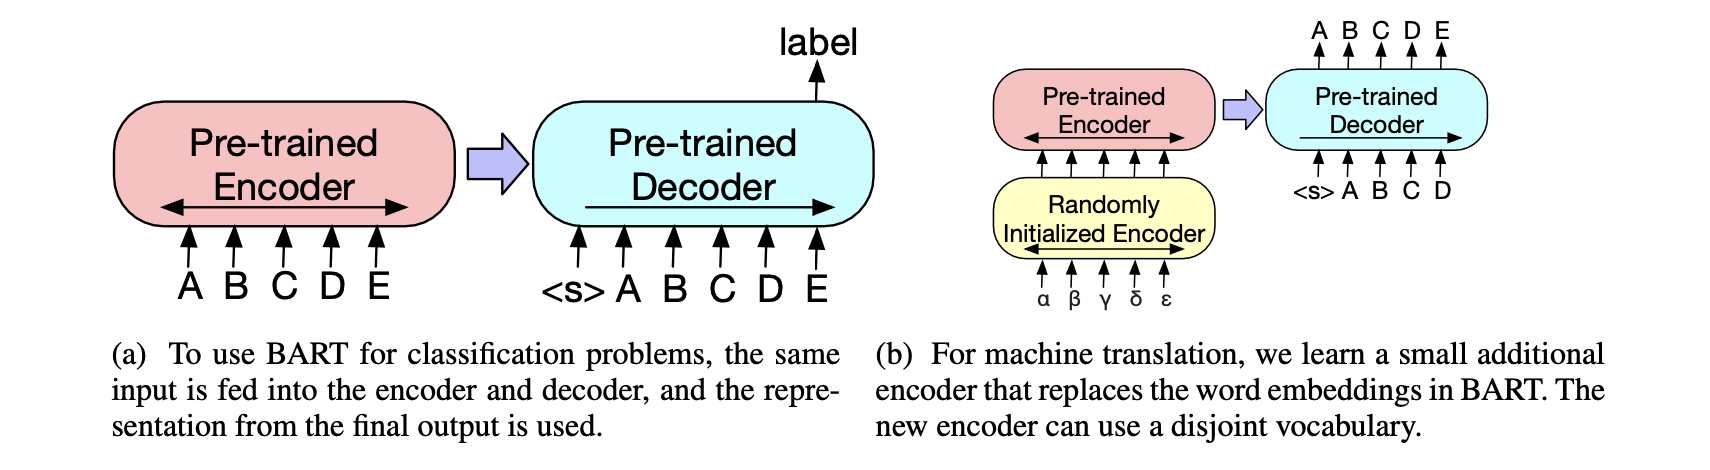 label
Pre-trained
Encoder
Pre-trained
Decoder
A B C D E
<s> A B C D E
(a) To use BART for classification problems, the same
input is fed into the encoder and decoder, and the repre-
sentation from the final output is used.
A B C D E
Pre-trained
Encoder
Pre-trained
Decoder
<s> A B C D
Randomly
Initialized Encoder
α β γ δ ε
(b) For machine translation, we learn a small additional
encoder that replaces the word embeddings in BART. The
new encoder can use a disjoint vocabulary.